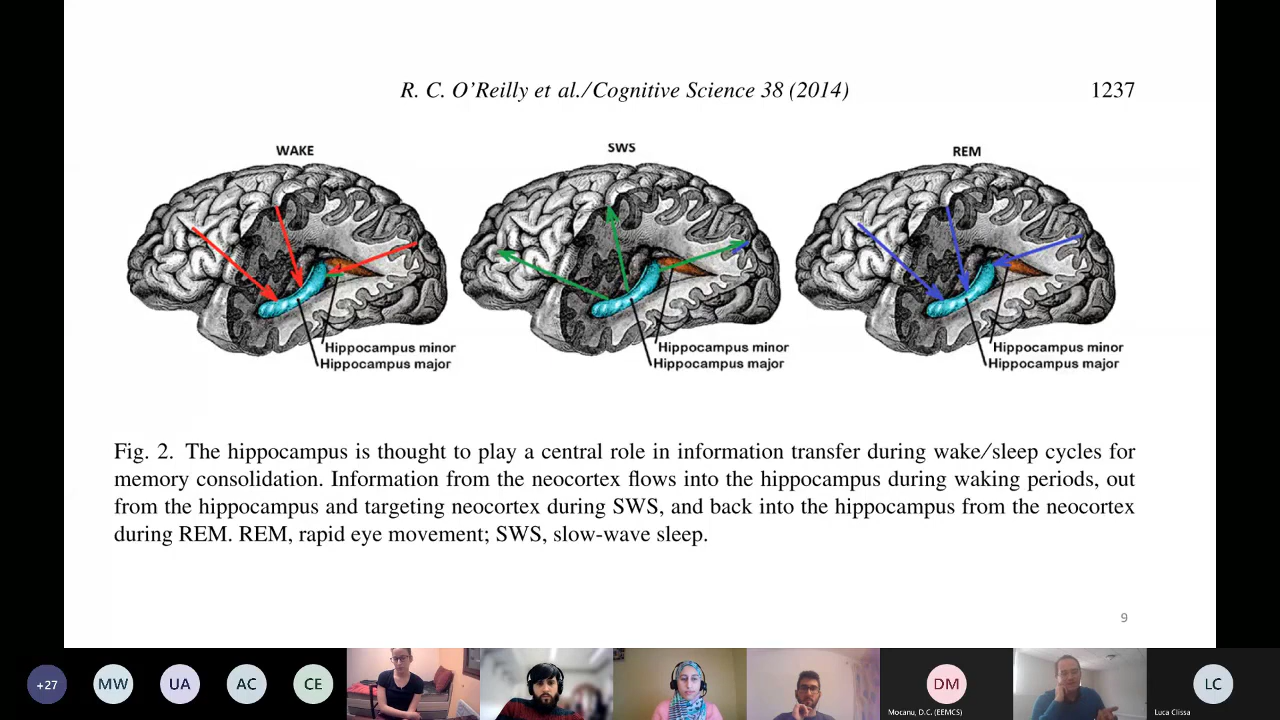 R. C. O’Reilly et al./Cognitive Science 38 (2014) 1237
WAKE SWS REM
Hippocampus minor Hippocampus minor Hippocampus minor
Hippocampus major Hippocampus major Hippocampus major
Fig. 2. The hippocampus is thought to play a central role in information transfer during wake/sleep cycles for
memory consolidation. Information from the neocortex flows into the hippocampus during waking periods, out
from the hippocampus and targeting neocortex during SWS, and back into the hippocampus from the neocortex
during REM. REM, rapid eye movement; SWS, slow-wave sleep.
9
+27 MW UA AC CE DM LC
Mocanu, D.C. (EEMCS) Luca Clissa